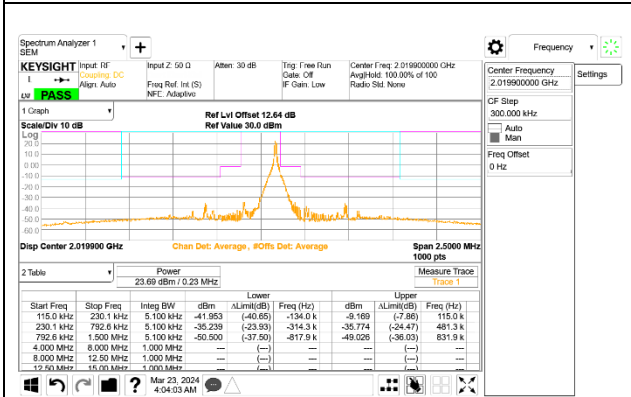 Spectrum Analyzer 1
SEM
+
Frequency
KEYSIGHT Input: RF Input Z: 50 Ω Atten: 30 dB Trig: Free Run Center Freq: 2.019900000 GHz
Coupling: DC Gate: Off Avg|Hold: 100.00% of 100
Align: Auto Freq Ref: Int (S) IF Gain: Low Radio Std: None
NFE: Adaptive
PASS
Center Frequency
2.019900000 GHz
Settings
CF Step
300.000 kHz
Auto
Man
Freq Offset
0 Hz
1 Graph
Scale/Div 10 dB
Ref Lvl Offset 12.64 dB
Ref Value 30.0 dBm
Log
20.0
10.0
0.00
-10.0
-20.0
-30.0
-40.0
-50.0
-60.0
Disp Center 2.019900 GHz Chan Det: Average, #Offs Det: Average Span 2.5000 MHz
1000 pts
2 Table
Power
23.69 dBm / 0.23 MHz
Measure Trace
Trace 1
Lower Upper
Start Freq Stop Freq Integ BW dBm ΔLimit(dB) Freq (Hz) dBm ΔLimit(dB) Freq (Hz)
115.0 kHz 230.1 kHz 5.100 kHz -41.953 (-40.65) -134.0 k -9.169 (-7.86) 115.0 k
230.1 kHz 792.6 kHz 5.100 kHz -35.239 (-23.93) -314.3 k -35.774 (-24.47) 481.3 k
792.6 kHz 1.500 MHz 5.100 kHz -50.500 (-37.50) -817.9 k -49.026 (-36.03) 831.9 k
4.000 MHz 8.000 MHz 1.000 MHz --- (---) --- --- (---) ---
8.000 MHz 12.50 MHz 1.000 MHz --- (---) --- --- (---) ---
12.50 MHz 15.00 MHz 1.000 MHz --- (---) --- --- (---) ---
? Mar 23, 2024
4:04:03 AM